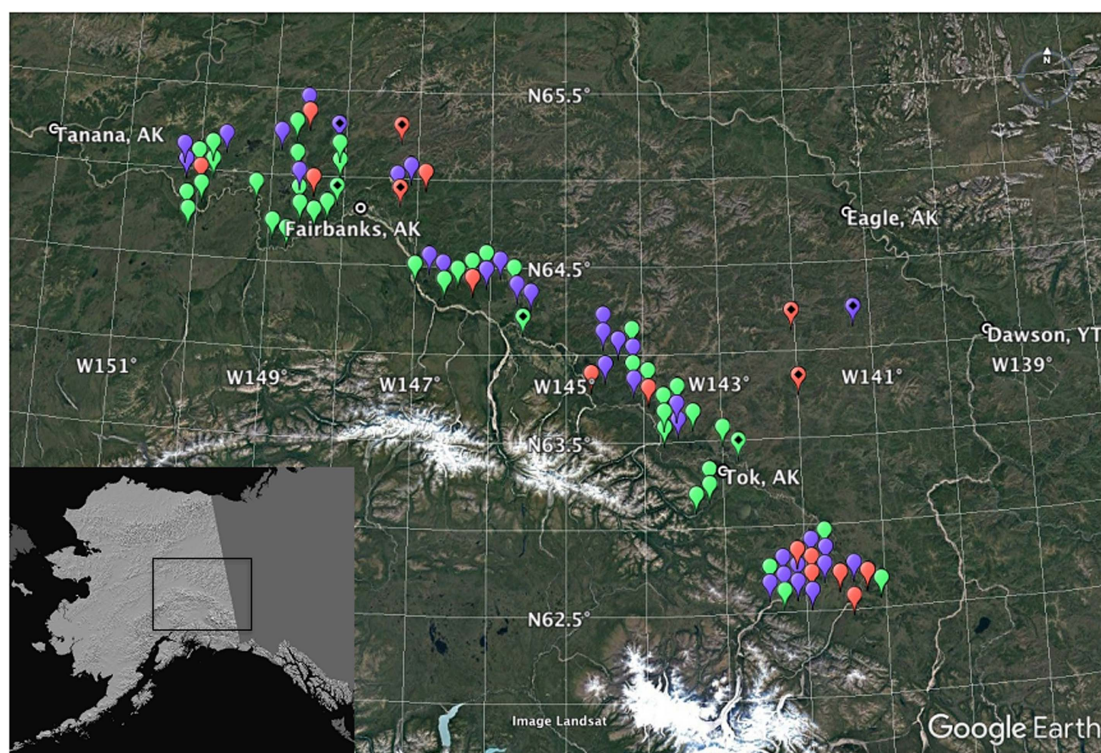 N
N65.5°
Tanana, AK
Eagle, AK
Fairbanks, AK
N64.5°
Dawson, YT
W151°
W149°
W147°
W145°
W143°
W141°
W139°
N63.5°
Tok, AK
N62.5°
Image Landsat
Google Earth